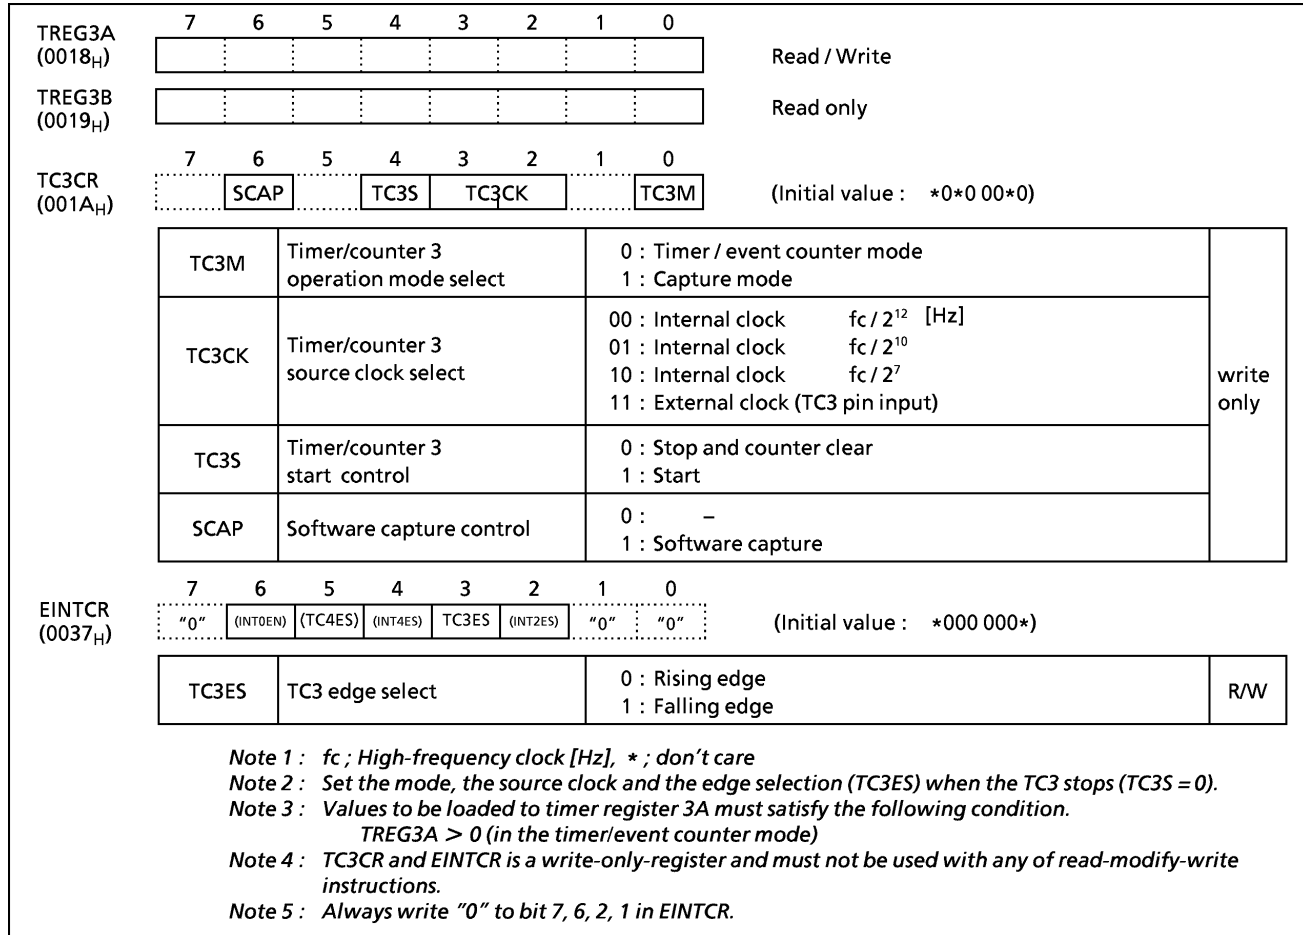 7 6 5 4 3 2 1 0
TREG3A
(0018H) Read / Write
TREG3B
(0019H) Read only
7 6 5 4 3 2 1 0
TC3CR
(001AH) SCAP TC3S TC3CK TC3M (Initial value : *0*0 00*0)
TC3M Timer/counter 3
operation mode select
0 : Timer / event counter mode
1 : Capture mode
TC3CK Timer/counter 3
source clock select
00 : Internal clock fc / 2¹² [Hz]
01 : Internal clock fc / 2¹⁰
10 : Internal clock fc / 2⁷
11 : External clock (TC3 pin input)
TC3S Timer/counter 3
start control
0 : Stop and counter clear
1 : Start
SCAP Software capture control
0 : –
1 : Software capture
write
only
7 6 5 4 3 2 1 0
EINTCR
(0037H) "0" (INT0EN) (TC4ES) (INT4ES) TC3ES (INT2ES) "0" "0" (Initial value : *000 000*)
TC3ES TC3 edge select
0 : Rising edge
1 : Falling edge
R/W
Note 1 : fc ; High-frequency clock [Hz], * ; don't care
Note 2 : Set the mode, the source clock and the edge selection (TC3ES) when the TC3 stops (TC3S = 0).
Note 3 : Values to be loaded to timer register 3A must satisfy the following condition.
TREG3A > 0 (in the timer/event counter mode)
Note 4 : TC3CR and EINTCR is a write-only-register and must not be used with any of read-modify-write
instructions.
Note 5 : Always write "0" to bit 7, 6, 2, 1 in EINTCR.